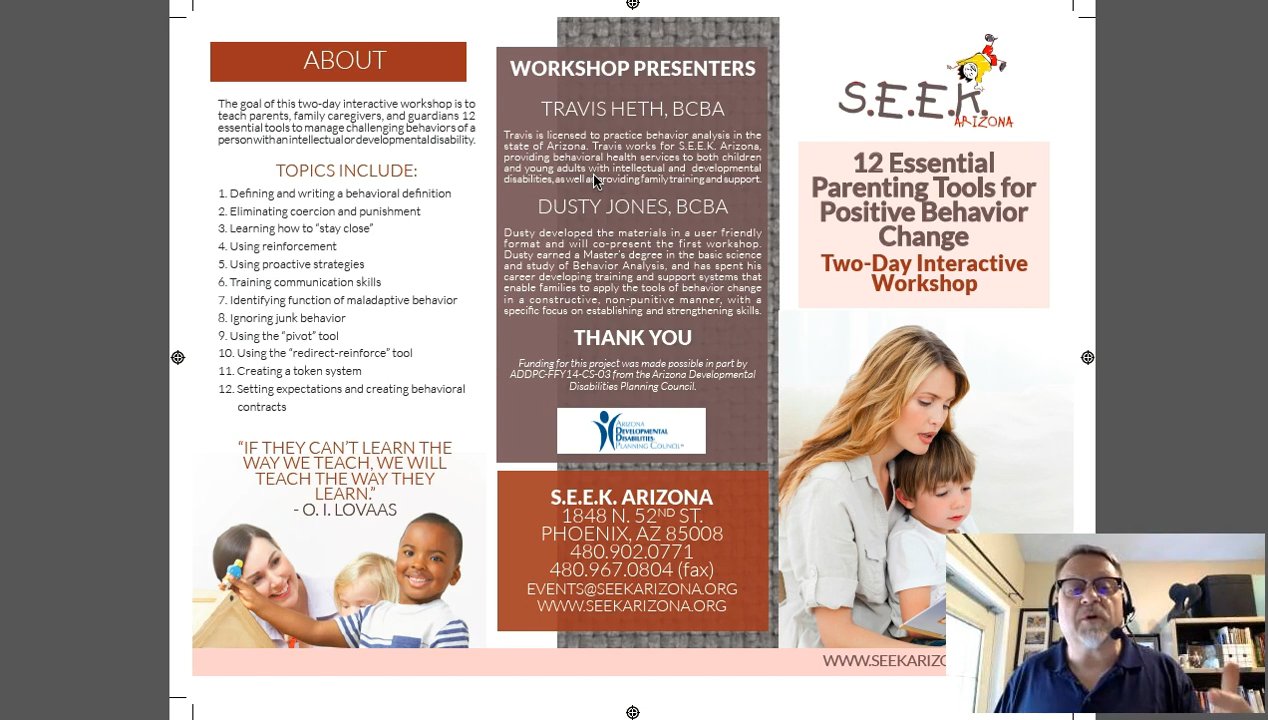 ABOUT
The goal of this two-day interactive workshop is to
teach parents, family caregivers, and guardians 12
essential tools to manage challenging behaviors of a
person with an intellectual or developmental disability.
TOPICS INCLUDE:
1. Defining and writing a behavioral definition
2. Eliminating coercion and punishment
3. Learning how to “stay close”
4. Using reinforcement
5. Using proactive strategies
6. Training communication skills
7. Identifying function of maladaptive behavior
8. Ignoring junk behavior
9. Using the “pivot” tool
10. Using the “redirect-reinforce” tool
11. Creating a token system
12. Setting expectations and creating behavioral
contracts
“IF THEY CAN’T LEARN THE
WAY WE TEACH, WE WILL
TEACH THE WAY THEY
LEARN.”
- O. I. LOVAAS
WORKSHOP PRESENTERS
TRAVIS HETH, BCBA
Travis is licensed to practice behavior analysis in the
state of Arizona. Travis works for S.E.E.K. Arizona,
providing behavioral health services to both children
and young adults with intellectual and developmental
disabilities, as well as providing family training and support.
DUSTY JONES, BCBA
Dusty developed the materials in a user friendly
format and will co-present the first workshop.
Dusty earned a Master’s degree in the basic science
and study of Behavior Analysis, and has spent his
career developing training and support systems that
enable families to apply the tools of behavior change
in a constructive, non-punitive manner, with a
specific focus on establishing and strengthening skills.
THANK YOU
Funding for this project was made possible in part by
ADDPC-FFY14-CS-03 from the Arizona Developmental
Disabilities Planning Council.
ARIZONA
DEVELOPMENTAL
DISABILITIES
PLANNING COUNCIL
S.E.E.K. ARIZONA
1848 N. 52ND ST.
PHOENIX, AZ 85008
480.902.0771
480.967.0804 (fax)
EVENTS@SEEKARIZONA.ORG
WWW.SEEKARIZONA.ORG
S.E.E.K.
ARIZONA
12 Essential
Parenting Tools for
Positive Behavior
Change
Two-Day Interactive
Workshop
WWW.SEEKARIZO